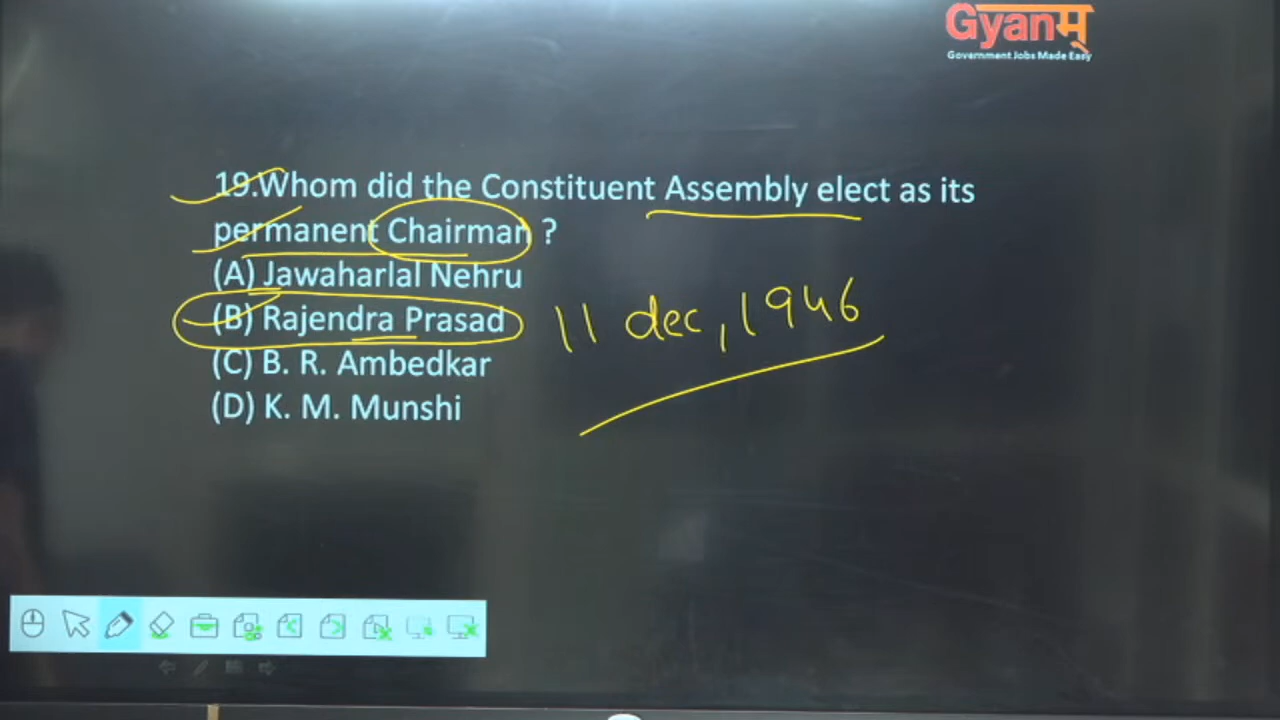 Gyanम्
Government Jobs Made Easy
19.Whom did the Constituent Assembly elect as its
permanent Chairman ?
(A) Jawaharlal Nehru
(B) Rajendra Prasad
11 dec, 1946
(C) B. R. Ambedkar
(D) K. M. Munshi